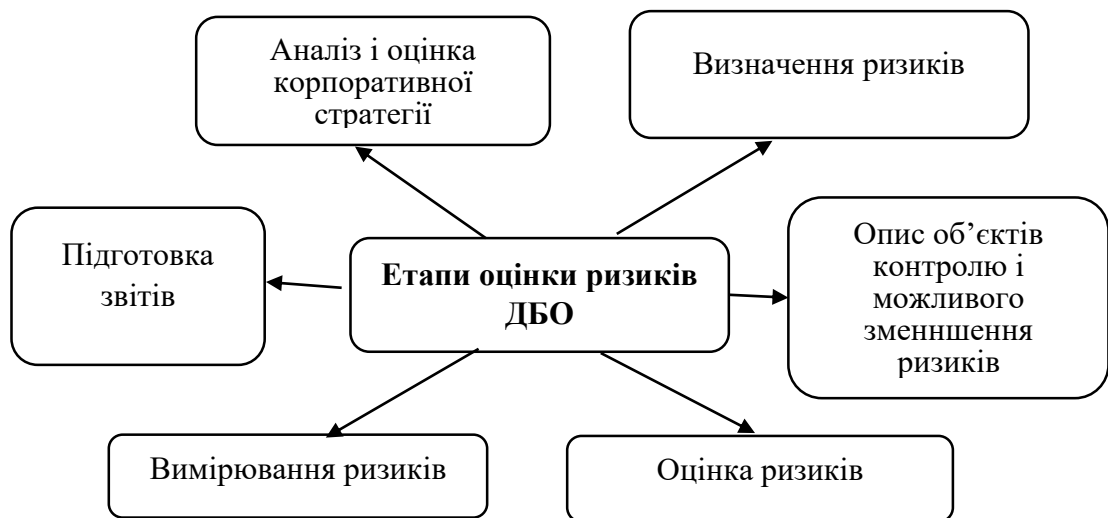 Аналіз і оцінка
корпоративної
стратегії
Визначення ризиків
Підготовка
звітів
Етапи оцінки ризиків
ДБО
Опис об’єктів
контролю і
можливого
зменншення
ризиків
Вимірювання ризиків
Оцінка ризиків